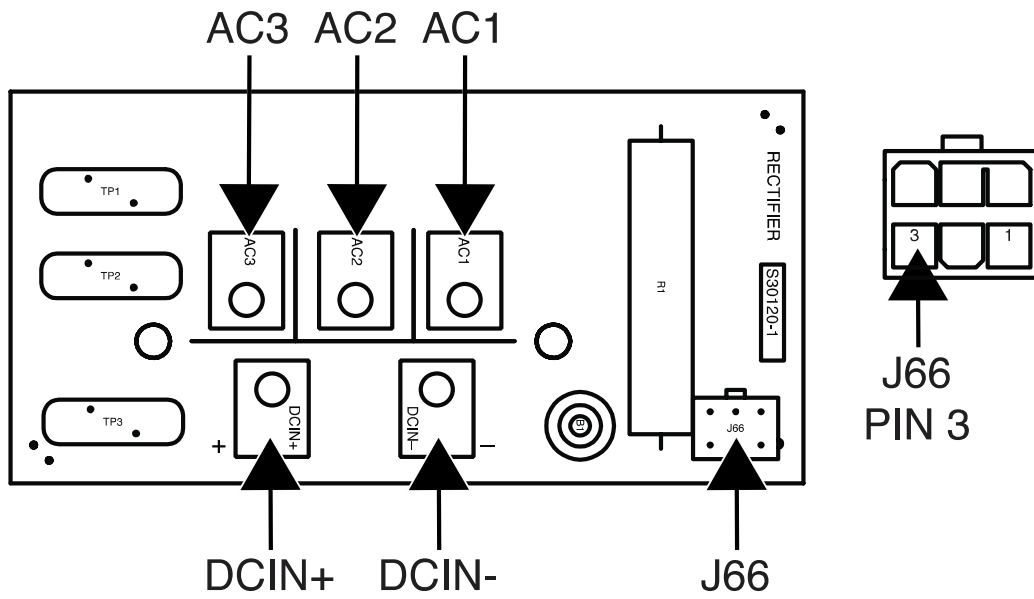 AC3 AC2 AC1
TP1
TP2
TP3
AC3
AC2
AC1
DCIN+
+
DCIN–
–
B1
R1
RECTIFIER
S30120-1
J66
DCIN+ DCIN- J66
3 1
J66
PIN 3